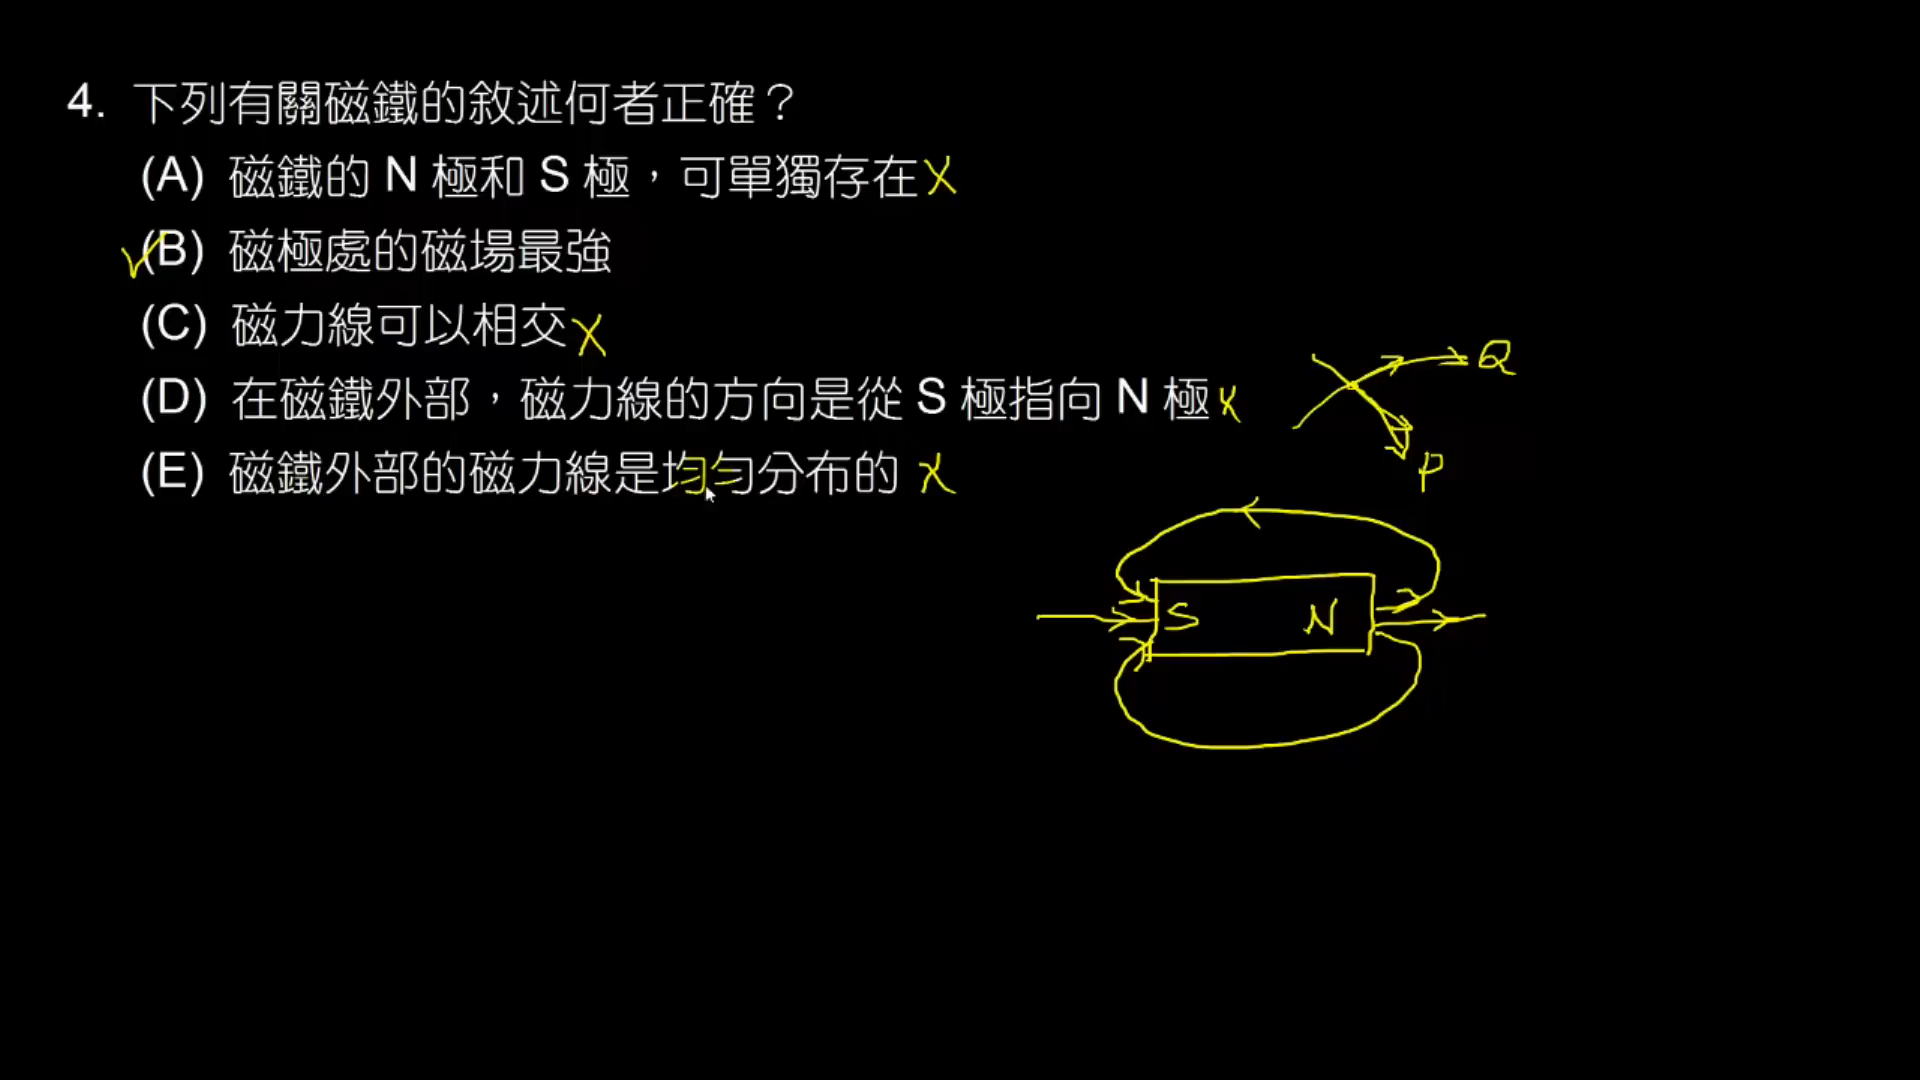 4. 下列有關磁鐵的敘述何者正確？
(A) 磁鐵的 N 極和 S 極，可單獨存在 X
✓(B) 磁極處的磁場最強
(C) 磁力線可以相交 X
(D) 在磁鐵外部，磁力線的方向是從 S 極指向 N 極 X
(E) 磁鐵外部的磁力線是均勻分布的 X
Q
P
S N